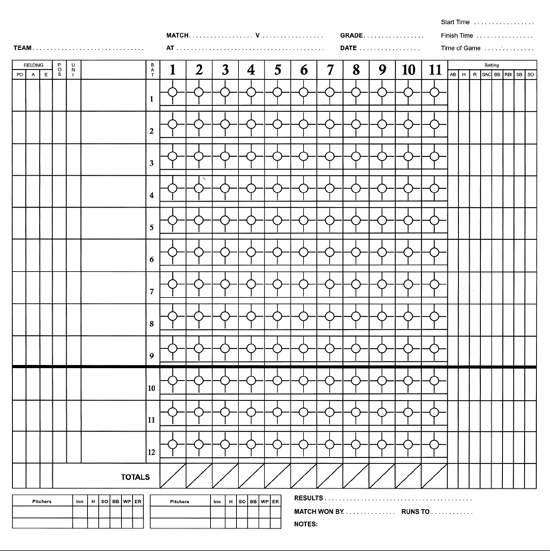 Start Time
MATCH V GRADE Finish Time
TEAM AT DATE Time of Game
FIELDING POS UNI BAT 1 2 3 4 5 6 7 8 9 10 11 Batting
PO A E AB H R SAC BB RBI SB SO
1
2
3
4
5
6
7
8
9
10
11
12
TOTALS
Pitchers Inn H SO BB WP ER Pitchers Inn H SO BB WP ER RESULTS
MATCH WON BY RUNS TO
NOTES: